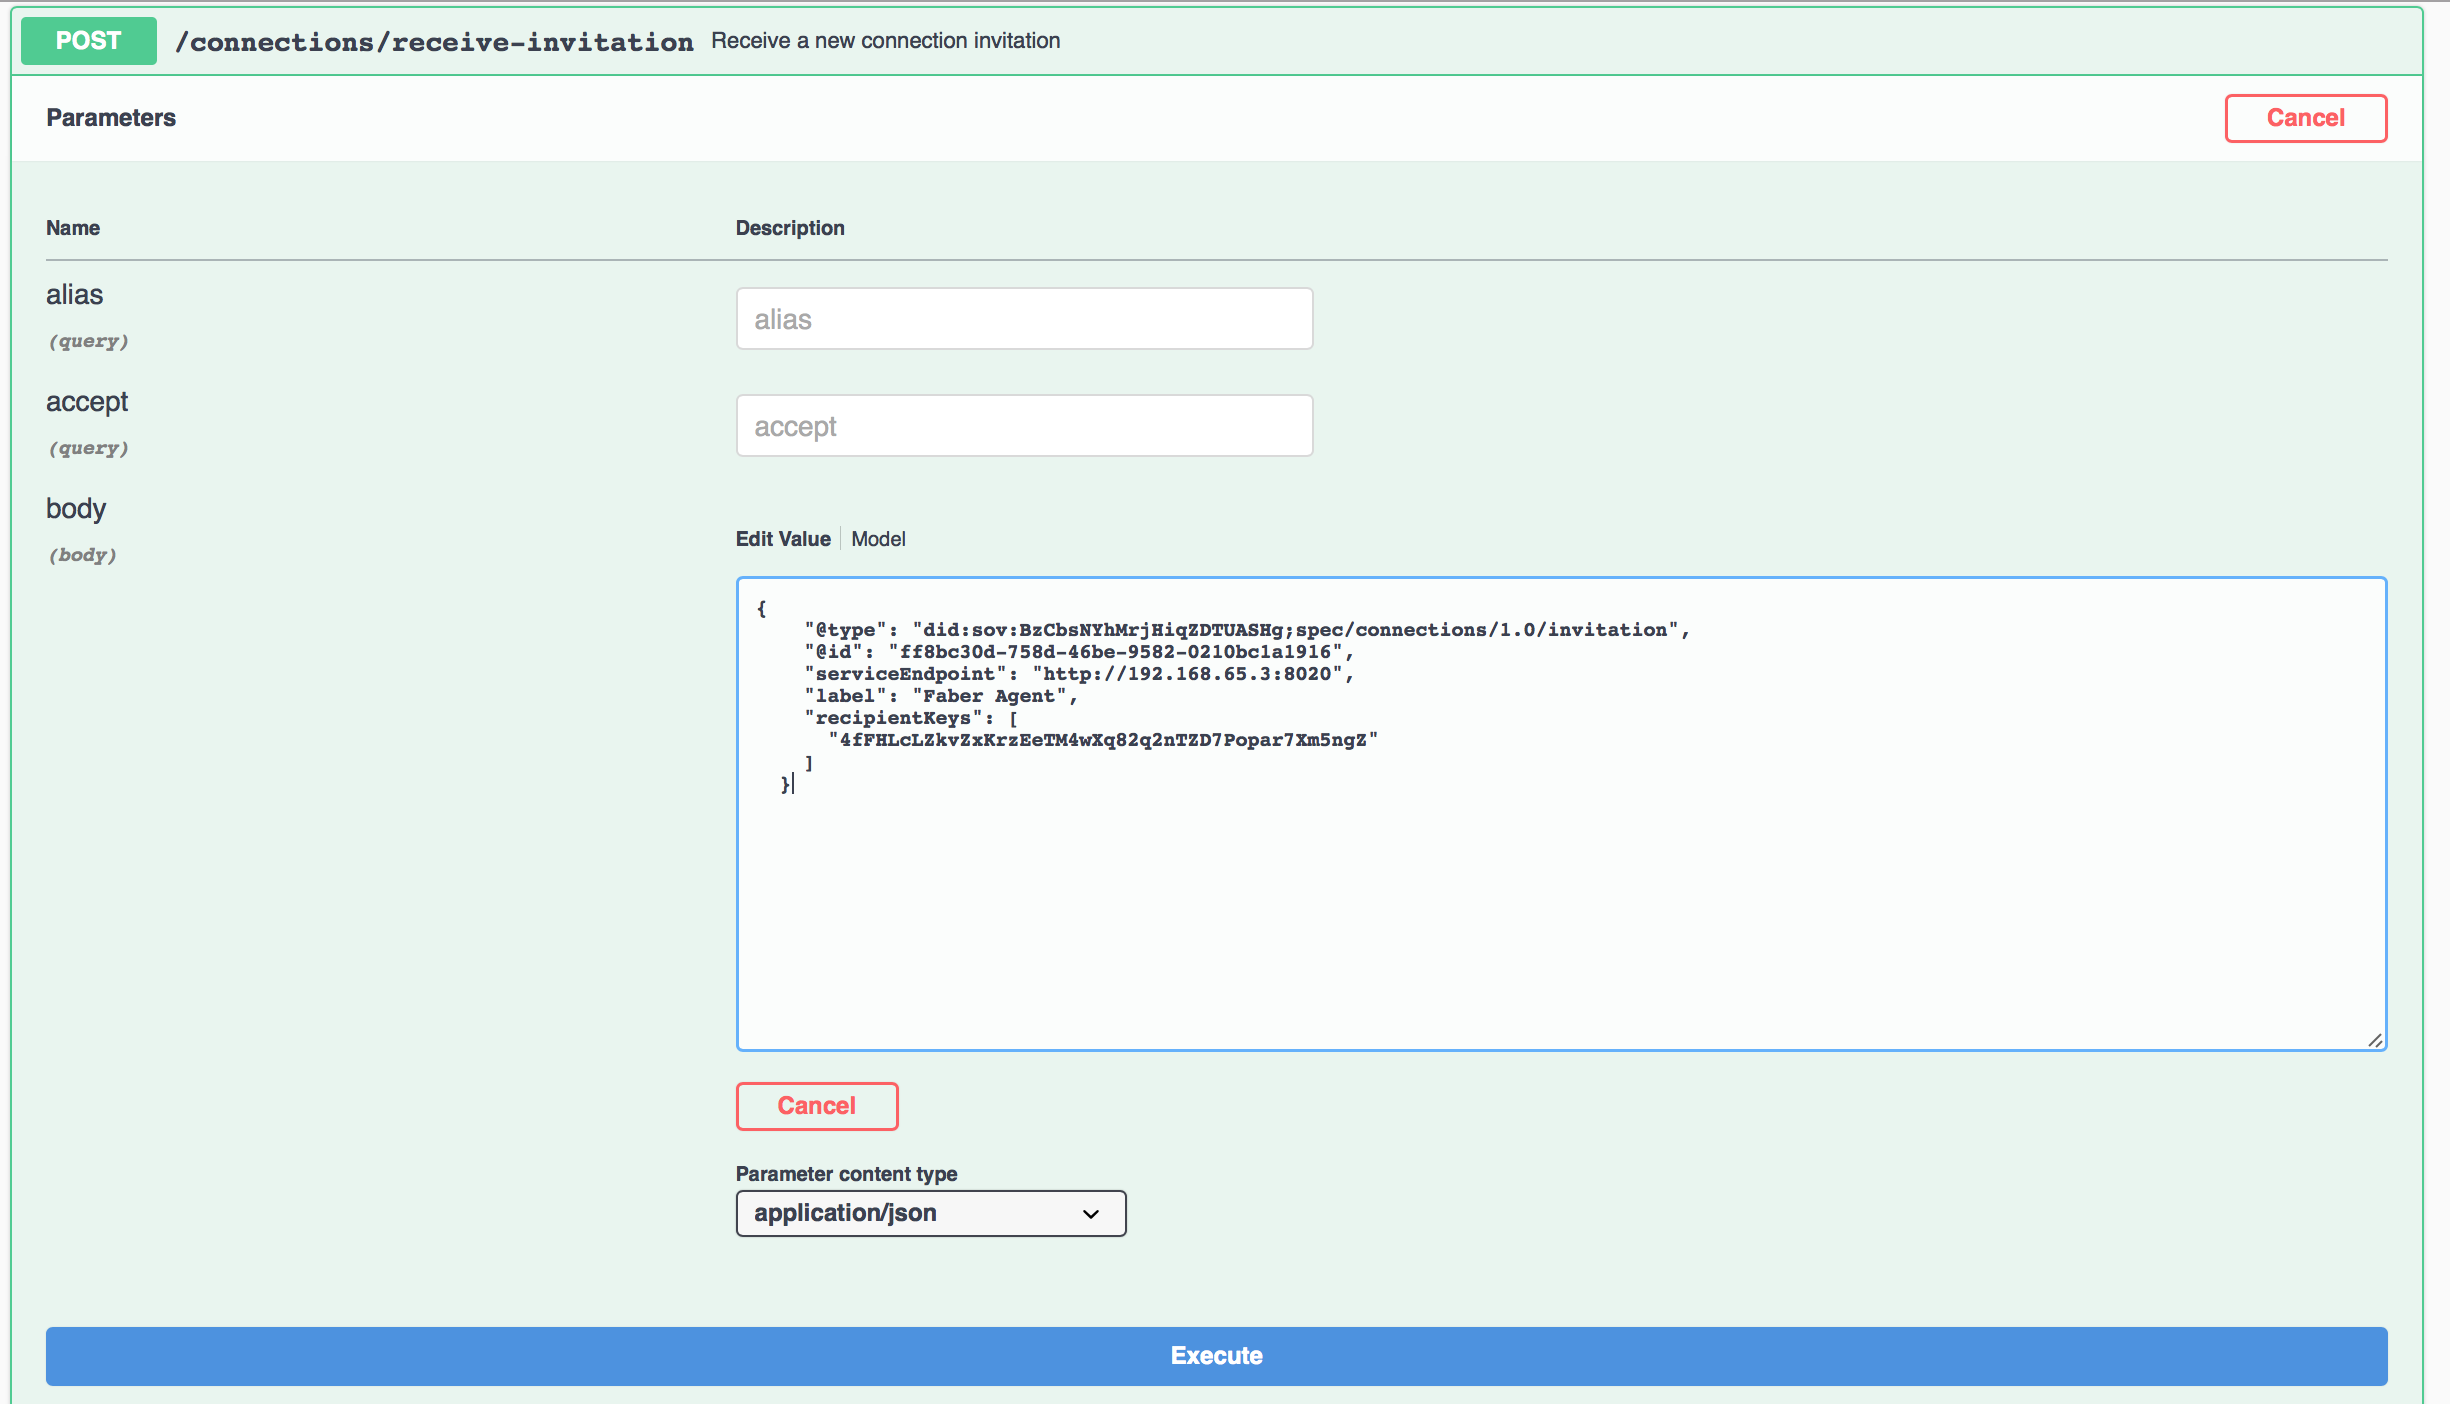 POST /connections/receive-invitation Receive a new connection invitation
Parameters
Cancel
Name Description
alias
(query)
alias
accept
(query)
accept
body
(body)
Edit Value Model
{
"@type": "did:sov:BzCbsNYhMrjHiqZDTUASHg;spec/connections/1.0/invitation",
"@id": "ff8bc30d-758d-46be-9582-0210bc1a1916",
"serviceEndpoint": "http://192.168.65.3:8020",
"label": "Faber Agent",
"recipientKeys": [
"4fFHLcLZkvZxKrzEeTM4wXq82q2nTZD7Popar7Xm5ngZ"
]
}
Cancel
Parameter content type
application/json
Execute